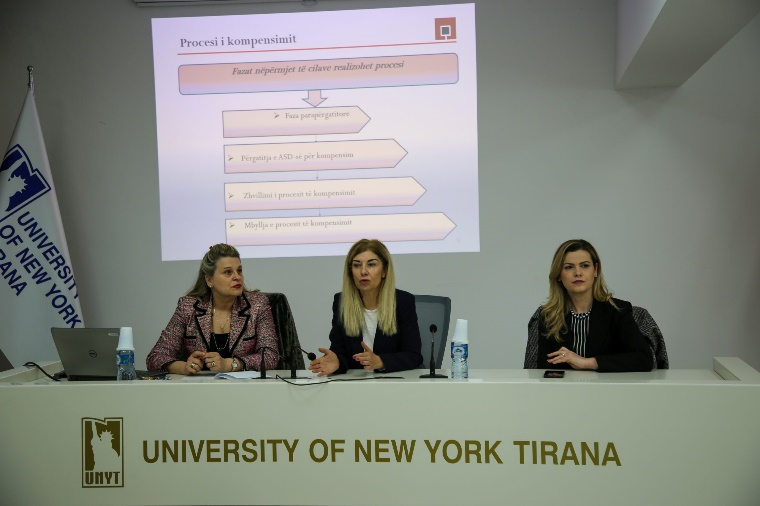 Procesi i kompensimit
Fazat nëpërmjet të cilave realizohet procesi
Faza parapërgatitore
Përgatitja e ASD-së për kompensim
Zhvillimi i procesit të kompensimit
Mbyllja e procesit të kompensimit
UNIVERSITY
OF NEW YORK
TIRANA
UNYT
UNIVERSITY OF NEW YORK TIRANA